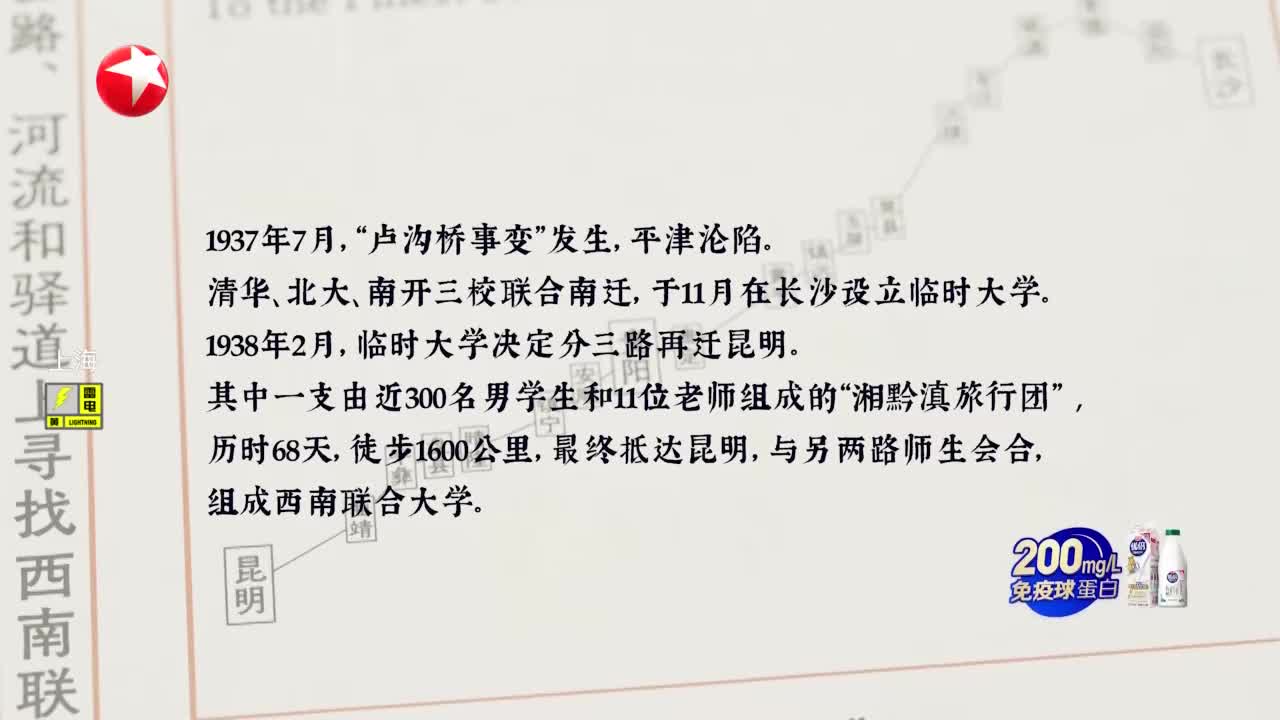 To the Finest
路、河流和驿道上寻找西南联
长沙
1937年7月，“卢沟桥事变”发生，平津沦陷。
清华、北大、南开三校联合南迁，于11月在长沙设立临时大学。
1938年2月，临时大学决定分三路再迁昆明。
其中一支由近300名男学生和11位老师组成的“湘黔滇旅行团”，
历时68天，徒步1600公里，最终抵达昆明，与另两路师生会合，
组成西南联合大学。
昆明
上海
雷电
黄 LIGHTNING
200mg/L
免疫球蛋白